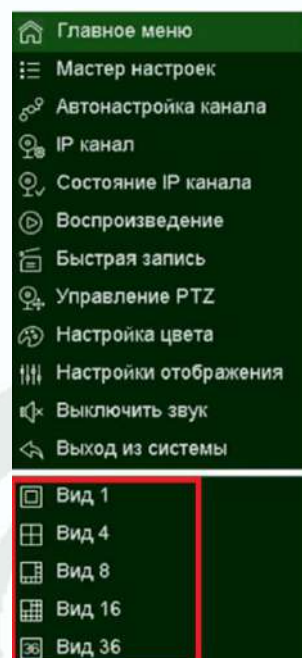 Главное меню
Мастер настроек
Автонастройка канала
IP канал
Состояние IP канала
Воспроизведение
Быстрая запись
Управление PTZ
Настройка цвета
Настройки отображения
Выключить звук
Выход из системы
Вид 1
Вид 4
Вид 8
Вид 16
36 Вид 36